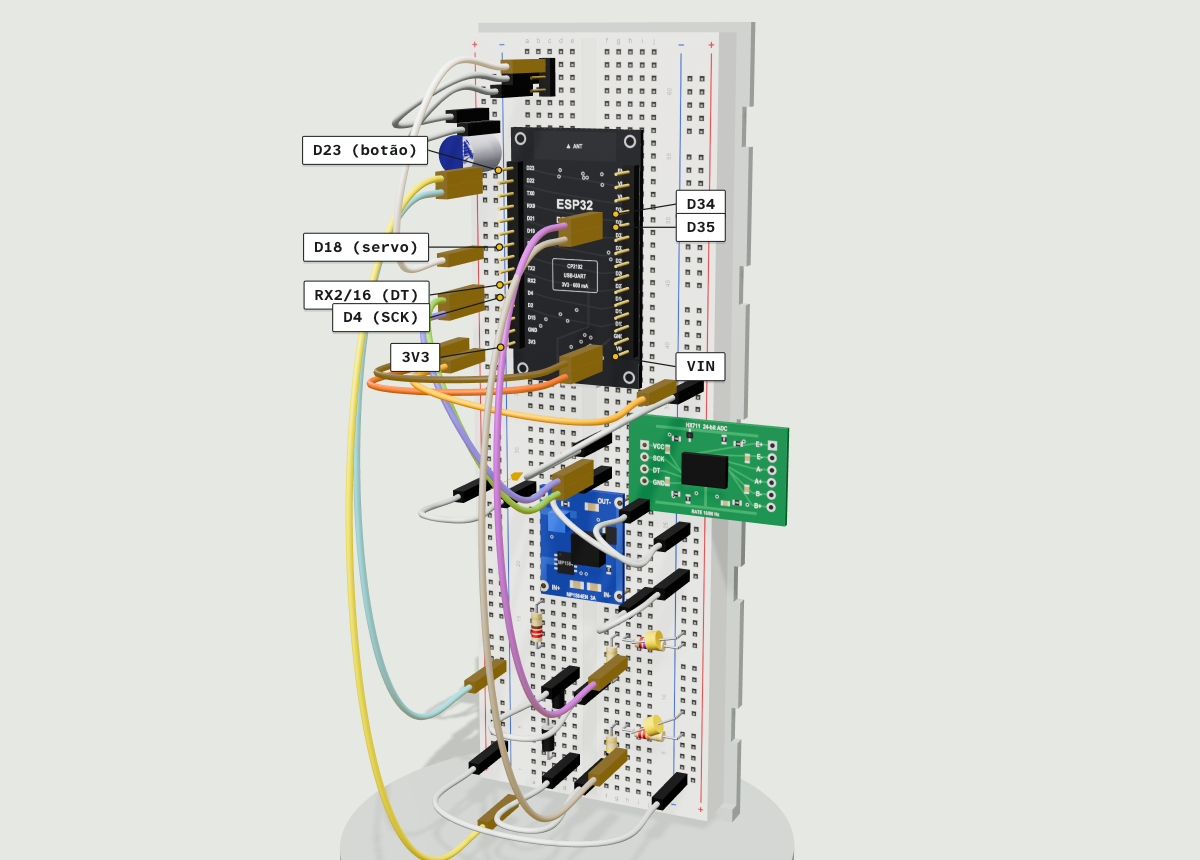 D23 (botão)
D18 (servo)
RX2/16 (DT)
D4 (SCK)
3V3
D34
D35
VIN
▲ ANT
ESP32
CP2102
USB-UART
3V3 · 600 mA
D23
D22
TX0
RX0
D21
D19
TX2
RX2
D4
D2
D15
GND
3V3
HX711 24-bit ADC
VCC
SCK
DT
GND
E+
E-
A-
A+
B-
B+
RATE 10/80 Hz
OUT-
IN+
IN-
MP1584EN 3A